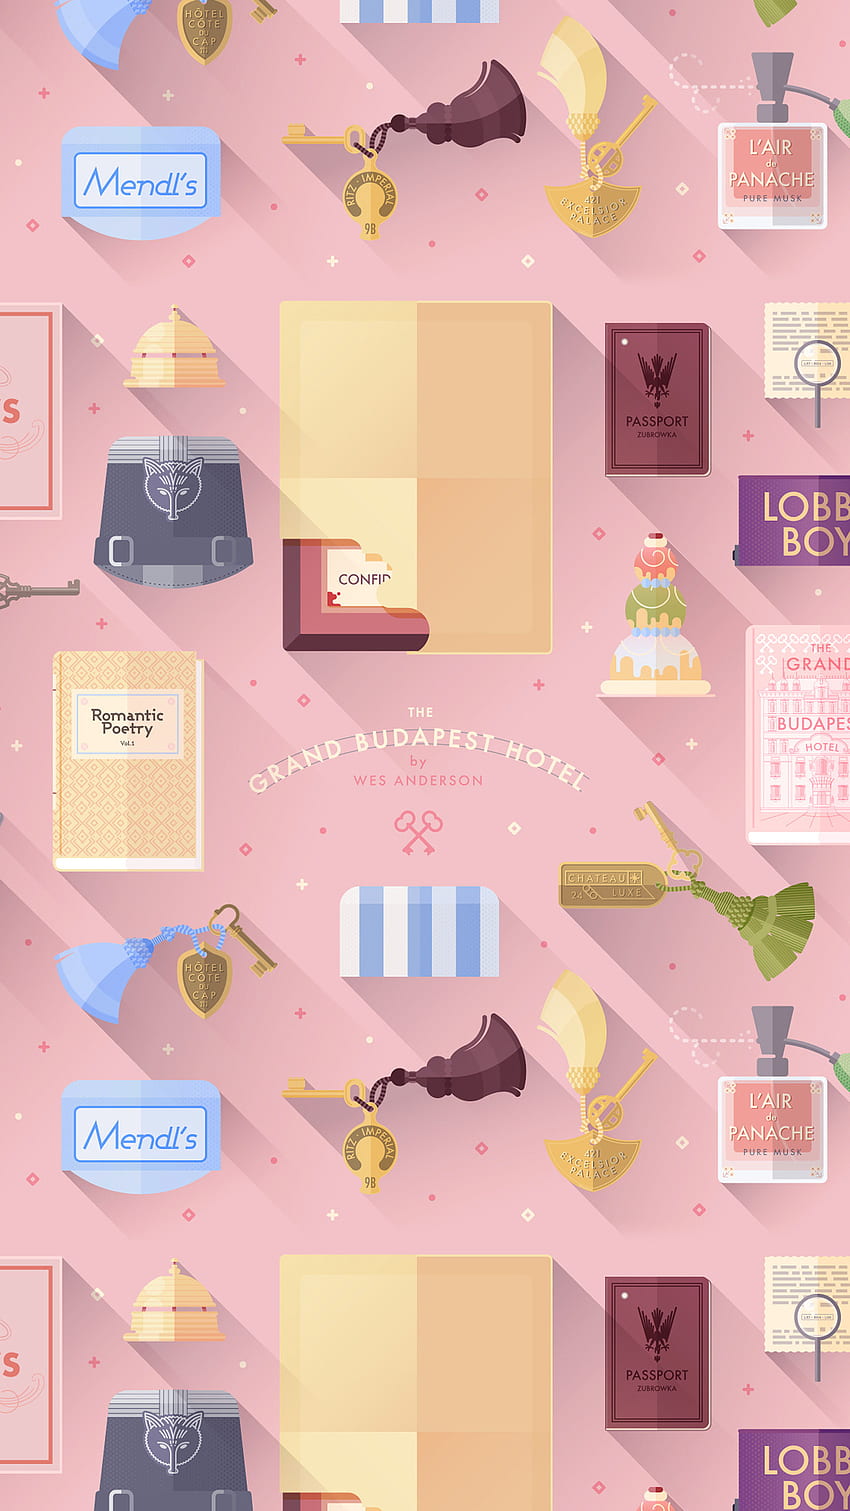 HÔTEL
CÔTE
DU
CAP
111
Mendl's
RITZ · IMPERIAL
9B
421
EXCELSIOR
PALACE
L'AIR
de
PANACHE
PURE MUSK
'S
PASSPORT
ZUBROWKA
LOBB
BOY
CONFID
Romantic
Poetry
Vol.1
THE
GRAND BUDAPEST HOTEL
by
WES ANDERSON
THE
GRAND
BUDAPES
HOTEL
CHATEAU
24 LUXE
HÔTEL
CÔTE
DU
CAP
111
Mendl's
RITZ · IMPERIAL
9B
421
EXCELSIOR
PALACE
L'AIR
de
PANACHE
PURE MUSK
'S
PASSPORT
ZUBROWKA
LOBB
BOY